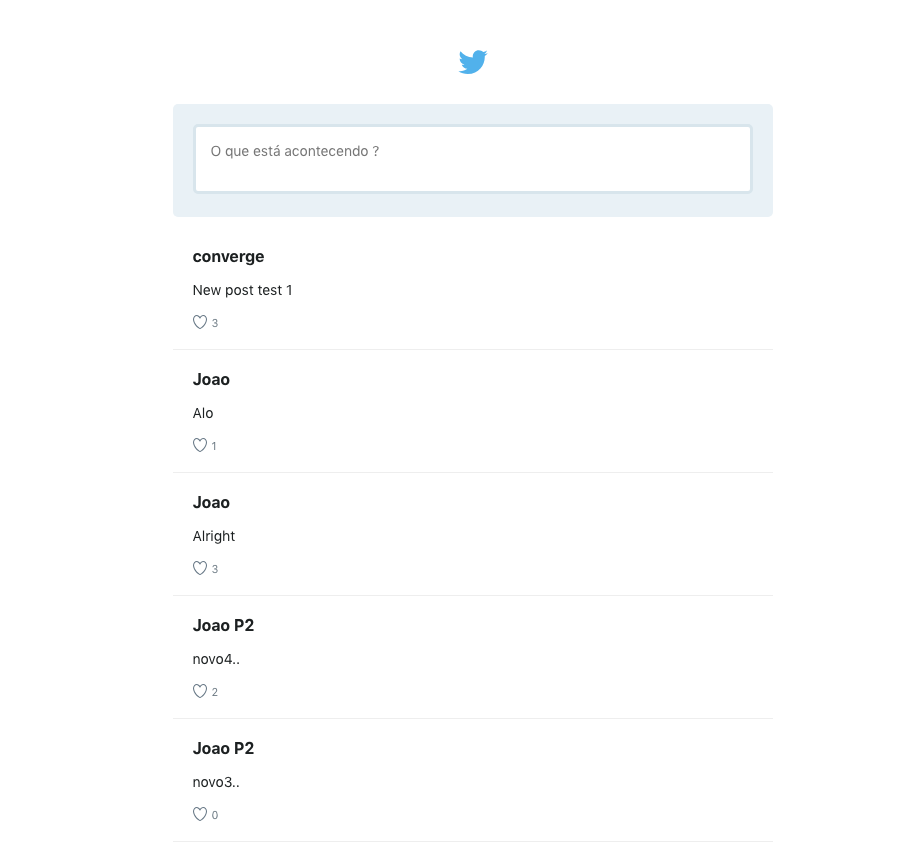 O que está acontecendo ?
converge
New post test 1
3
Joao
Alo
1
Joao
Alright
3
Joao P2
novo4..
2
Joao P2
novo3..
0